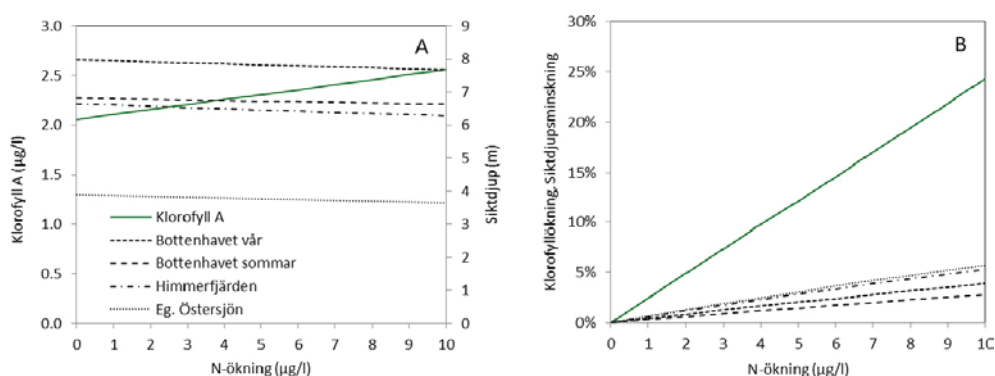 A
3.0
2.5
2.0
1.5
1.0
0.5
0.0
Klorofyll A (µg/l)
9
8
7
6
5
4
3
2
1
0
Siktdjup (m)
Klorofyll A
Bottenhavet vår
Bottenhavet sommar
Himmerfjärden
Eg. Östersjön
0 1 2 3 4 5 6 7 8 9 10
N-ökning (µg/l)
B
30%
25%
20%
15%
10%
5%
0%
Klorofyllökning, Siktdjupsminskning
0 1 2 3 4 5 6 7 8 9 10
N-ökning (µg/l)